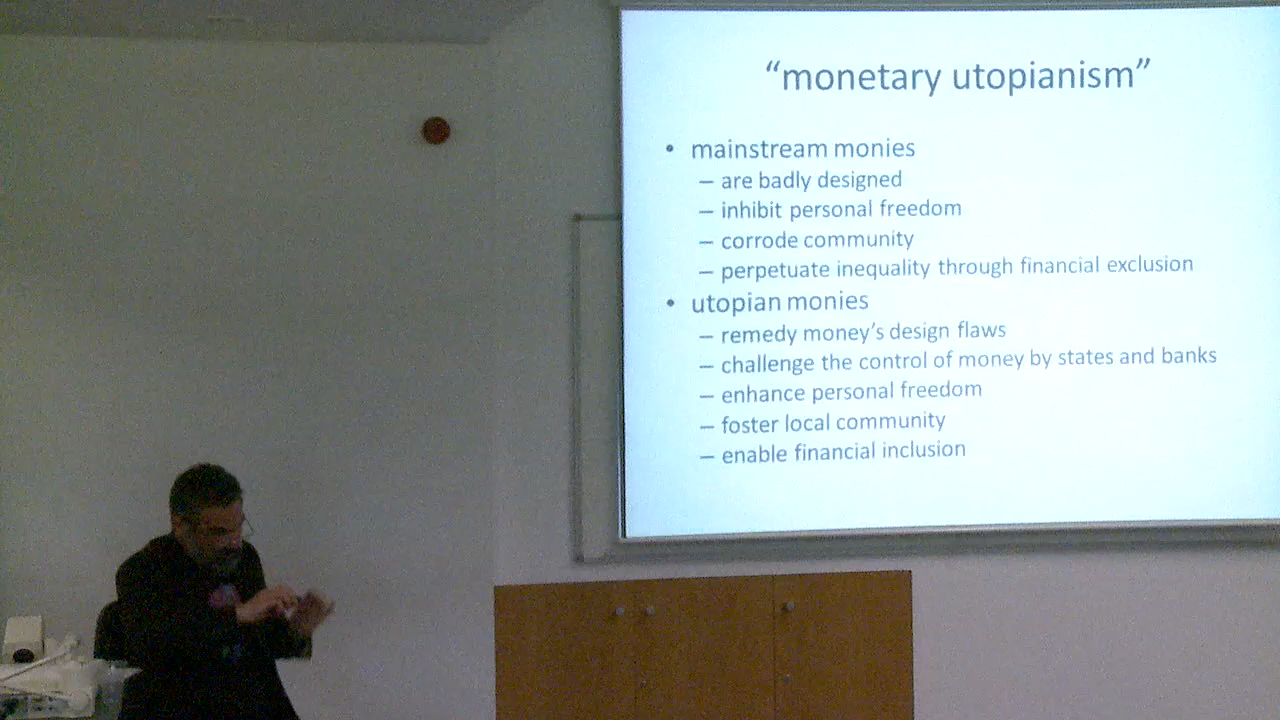 “monetary utopianism”
• mainstream monies
– are badly designed
– inhibit personal freedom
– corrode community
– perpetuate inequality through financial exclusion
• utopian monies
– remedy money’s design flaws
– challenge the control of money by states and banks
– enhance personal freedom
– foster local community
– enable financial inclusion